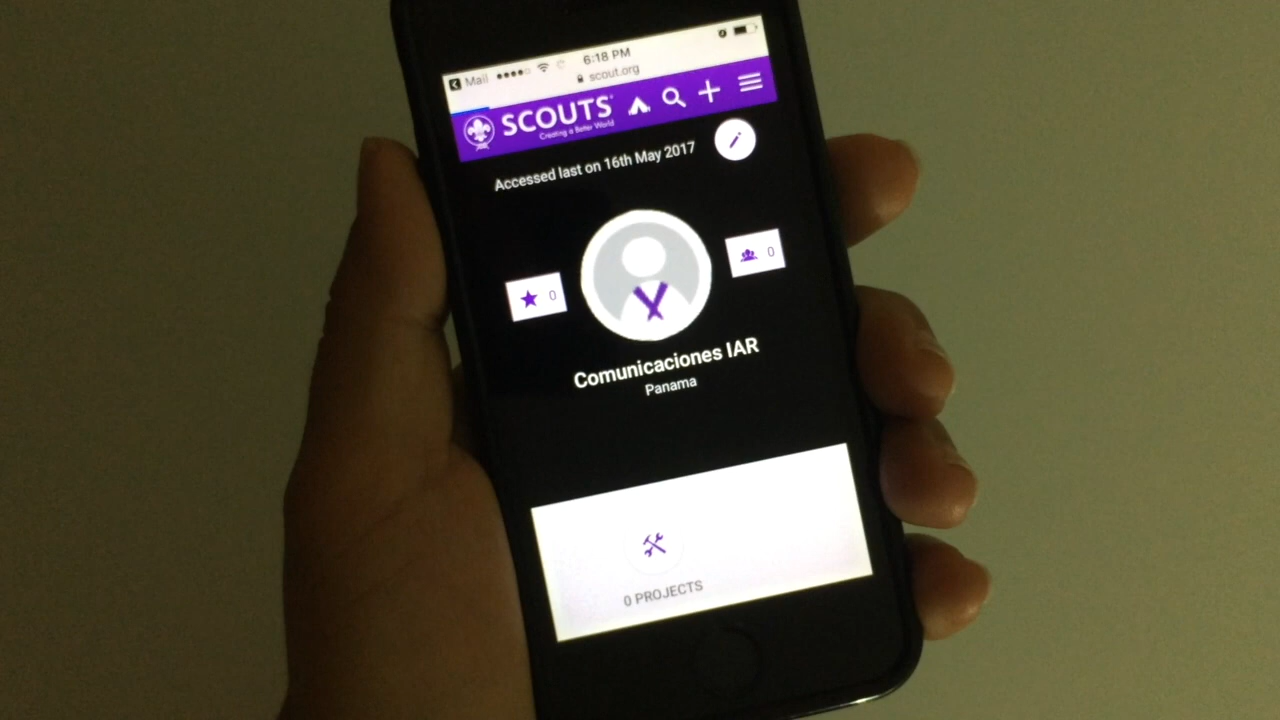 Mail 6:18 PM
scout.org
SCOUTS
Creating a Better World
Accessed last on 16th May 2017
0
0
Comunicaciones IAR
Panama
0 PROJECTS